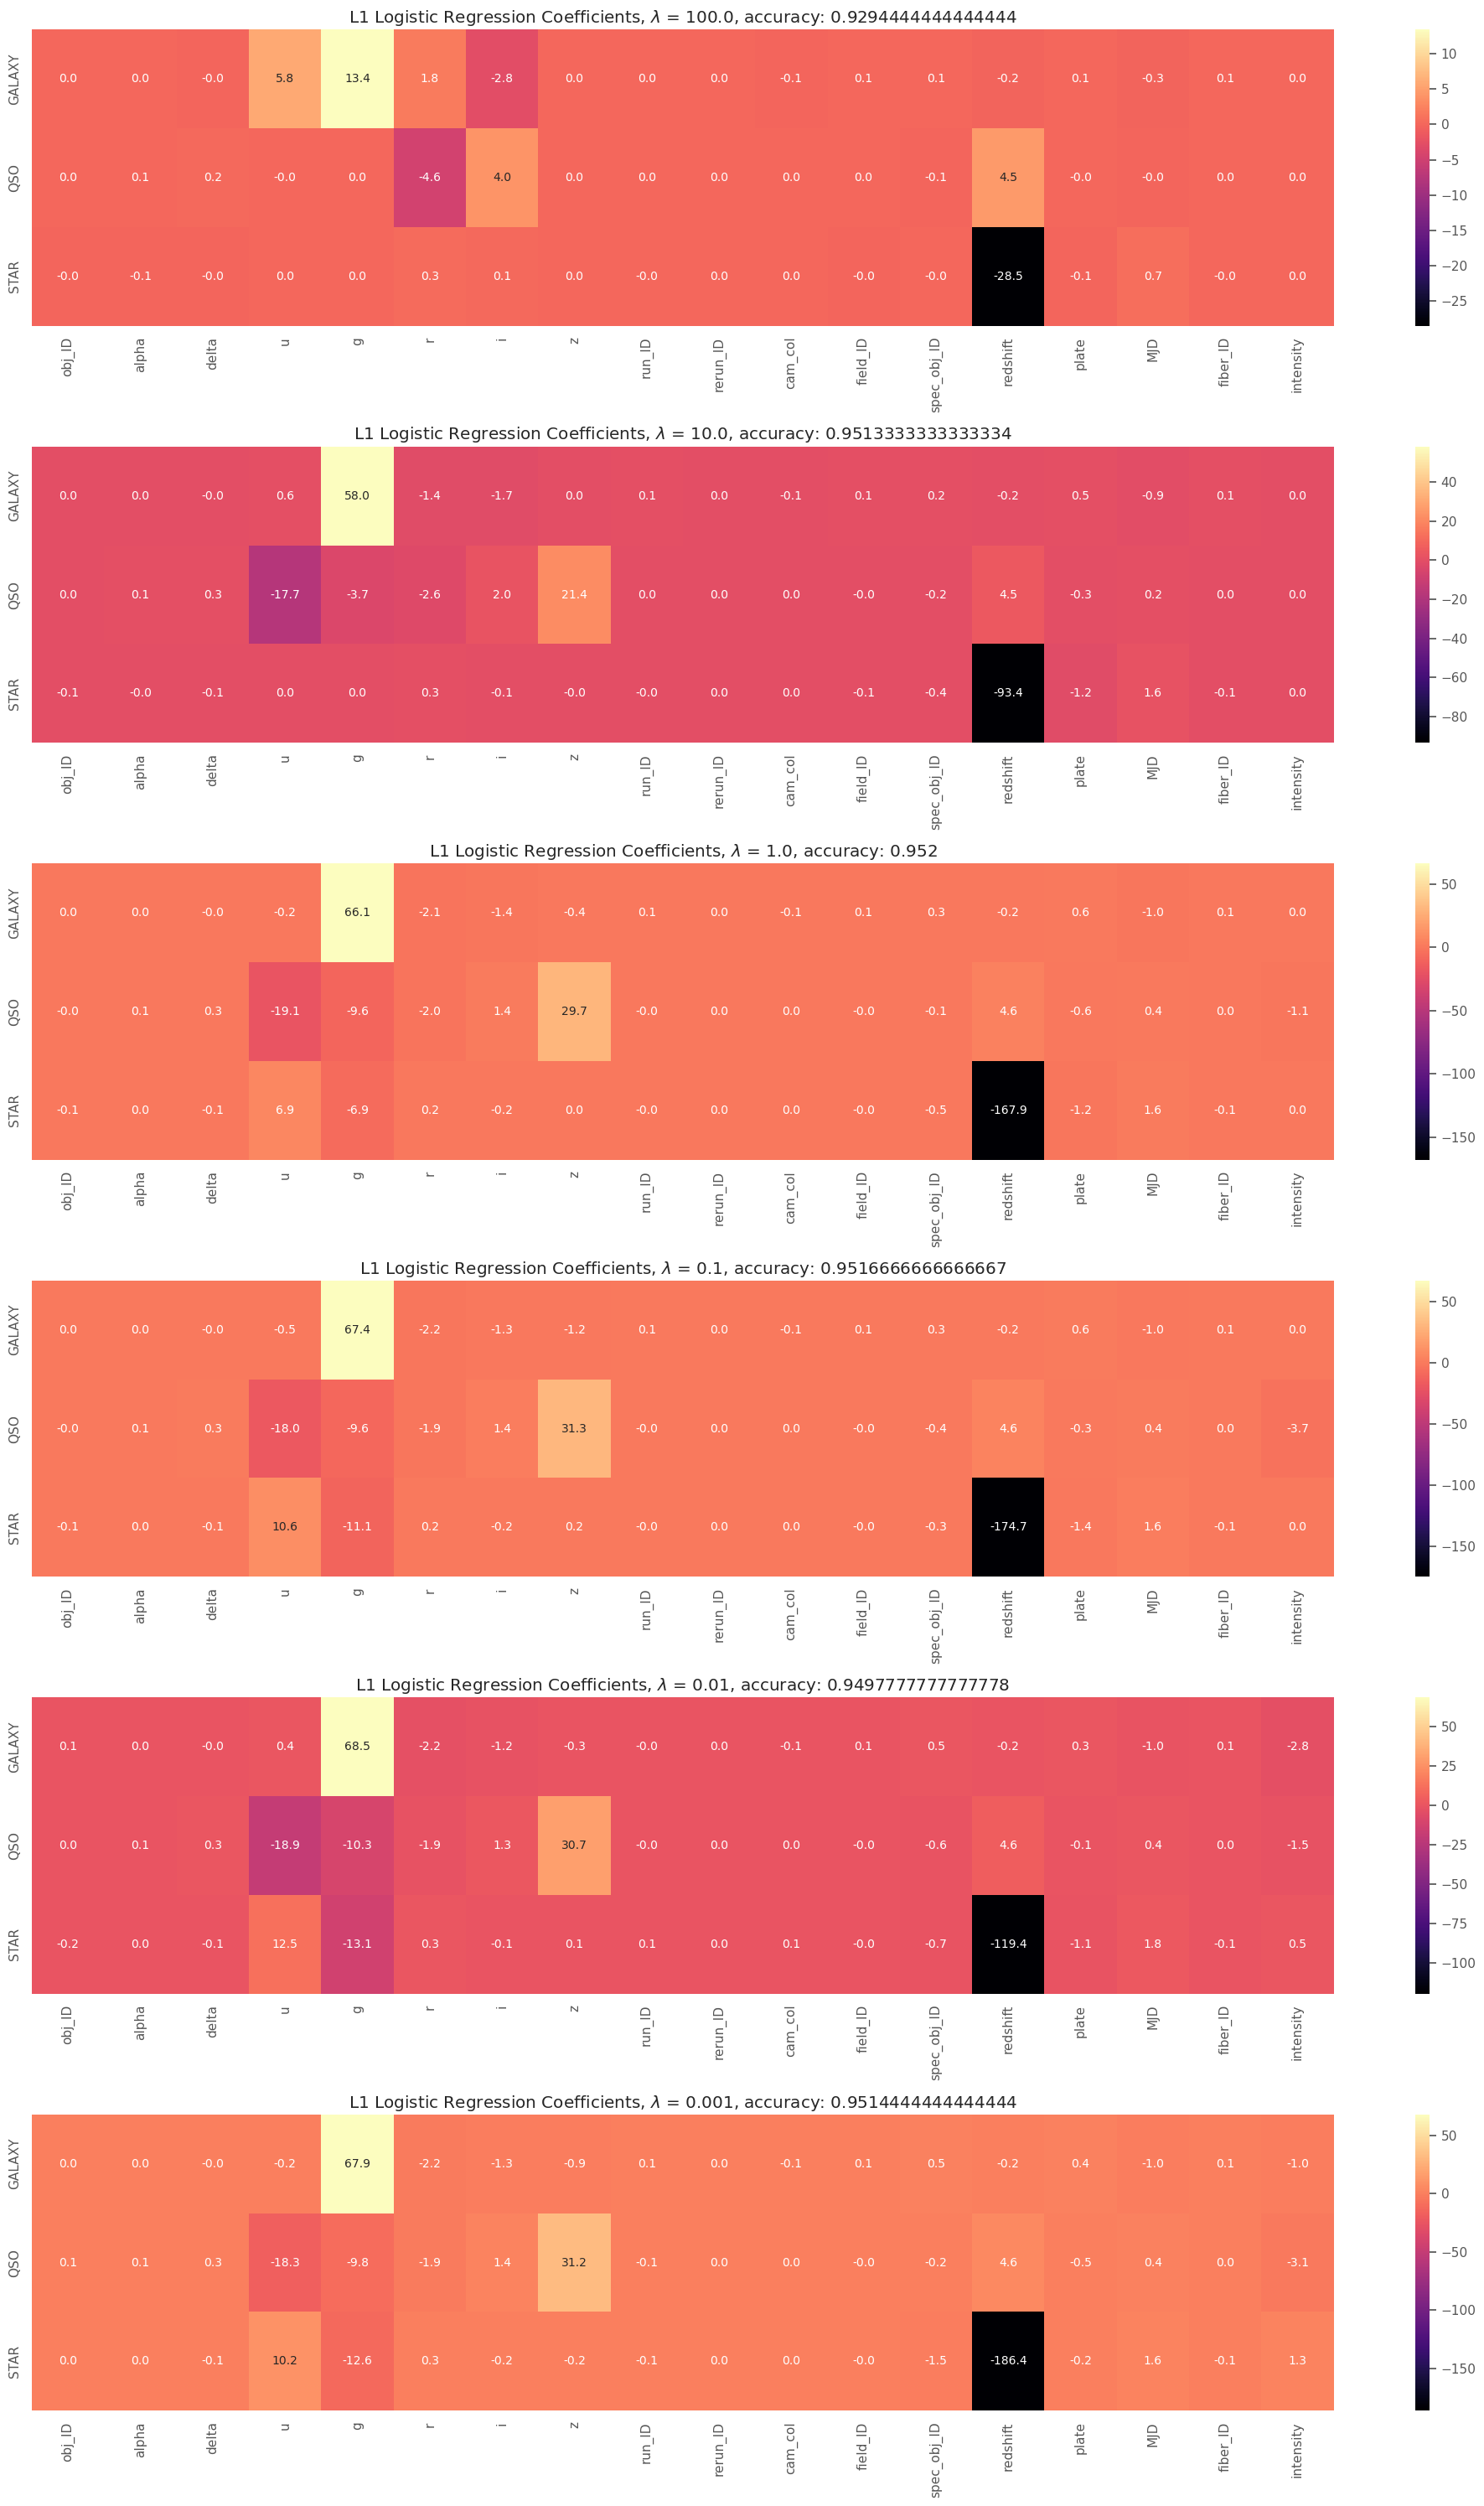 L1 Logistic Regression Coefficients, λ = 100.0, accuracy: 0.9294444444444444
GALAXY 0.0 0.0 -0.0 5.8 13.4 1.8 -2.8 0.0 0.0 0.0 -0.1 0.1 0.1 -0.2 0.1 -0.3 0.1 0.0
QSO 0.0 0.1 0.2 -0.0 0.0 -4.6 4.0 0.0 0.0 0.0 0.0 0.0 -0.1 4.5 -0.0 -0.0 0.0 0.0
STAR -0.0 -0.1 -0.0 0.0 0.0 0.3 0.1 0.0 -0.0 0.0 0.0 -0.0 -0.0 -28.5 -0.1 0.7 -0.0 0.0
obj_ID alpha delta u g r i z run_ID rerun_ID cam_col field_ID spec_obj_ID redshift plate MJD fiber_ID intensity
10
5
0
−5
−10
−15
−20
−25
L1 Logistic Regression Coefficients, λ = 10.0, accuracy: 0.9513333333333334
GALAXY 0.0 0.0 -0.0 0.6 58.0 -1.4 -1.7 0.0 0.1 0.0 -0.1 0.1 0.2 -0.2 0.5 -0.9 0.1 0.0
QSO 0.0 0.1 0.3 -17.7 -3.7 -2.6 2.0 21.4 0.0 0.0 0.0 -0.0 -0.2 4.5 -0.3 0.2 0.0 0.0
STAR -0.1 -0.0 -0.1 0.0 0.0 0.3 -0.1 -0.0 -0.0 0.0 0.0 -0.1 -0.4 -93.4 -1.2 1.6 -0.1 0.0
obj_ID alpha delta u g r i z run_ID rerun_ID cam_col field_ID spec_obj_ID redshift plate MJD fiber_ID intensity
40
20
0
−20
−40
−60
−80
L1 Logistic Regression Coefficients, λ = 1.0, accuracy: 0.952
GALAXY 0.0 0.0 -0.0 -0.2 66.1 -2.1 -1.4 -0.4 0.1 0.0 -0.1 0.1 0.3 -0.2 0.6 -1.0 0.1 0.0
QSO -0.0 0.1 0.3 -19.1 -9.6 -2.0 1.4 29.7 -0.0 0.0 0.0 -0.0 -0.1 4.6 -0.6 0.4 0.0 -1.1
STAR -0.1 0.0 -0.1 6.9 -6.9 0.2 -0.2 0.0 -0.0 0.0 0.0 -0.0 -0.5 -167.9 -1.2 1.6 -0.1 0.0
obj_ID alpha delta u g r i z run_ID rerun_ID cam_col field_ID spec_obj_ID redshift plate MJD fiber_ID intensity
50
0
−50
−100
−150
L1 Logistic Regression Coefficients, λ = 0.1, accuracy: 0.9516666666666667
GALAXY 0.0 0.0 -0.0 -0.5 67.4 -2.2 -1.3 -1.2 0.1 0.0 -0.1 0.1 0.3 -0.2 0.6 -1.0 0.1 0.0
QSO -0.0 0.1 0.3 -18.0 -9.6 -1.9 1.4 31.3 -0.0 0.0 0.0 -0.0 -0.4 4.6 -0.3 0.4 0.0 -3.7
STAR -0.1 0.0 -0.1 10.6 -11.1 0.2 -0.2 0.2 -0.0 0.0 0.0 -0.0 -0.3 -174.7 -1.4 1.6 -0.1 0.0
obj_ID alpha delta u g r i z run_ID rerun_ID cam_col field_ID spec_obj_ID redshift plate MJD fiber_ID intensity
50
0
−50
−100
−150
L1 Logistic Regression Coefficients, λ = 0.01, accuracy: 0.9497777777777778
GALAXY 0.1 0.0 -0.0 0.4 68.5 -2.2 -1.2 -0.3 -0.0 0.0 -0.1 0.1 0.5 -0.2 0.3 -1.0 0.1 -2.8
QSO 0.0 0.1 0.3 -18.9 -10.3 -1.9 1.3 30.7 -0.0 0.0 0.0 -0.0 -0.6 4.6 -0.1 0.4 0.0 -1.5
STAR -0.2 0.0 -0.1 12.5 -13.1 0.3 -0.1 0.1 0.1 0.0 0.1 -0.0 -0.7 -119.4 -1.1 1.8 -0.1 0.5
obj_ID alpha delta u g r i z run_ID rerun_ID cam_col field_ID spec_obj_ID redshift plate MJD fiber_ID intensity
50
25
0
−25
−50
−75
−100
L1 Logistic Regression Coefficients, λ = 0.001, accuracy: 0.9514444444444444
GALAXY 0.0 0.0 -0.0 -0.2 67.9 -2.2 -1.3 -0.9 0.1 0.0 -0.1 0.1 0.5 -0.2 0.4 -1.0 0.1 -1.0
QSO 0.1 0.1 0.3 -18.3 -9.8 -1.9 1.4 31.2 -0.1 0.0 0.0 -0.0 -0.2 4.6 -0.5 0.4 0.0 -3.1
STAR 0.0 0.0 -0.1 10.2 -12.6 0.3 -0.2 -0.2 -0.1 0.0 0.0 -0.0 -1.5 -186.4 -0.2 1.6 -0.1 1.3
obj_ID alpha delta u g r i z run_ID rerun_ID cam_col field_ID spec_obj_ID redshift plate MJD fiber_ID intensity
50
0
−50
−100
−150